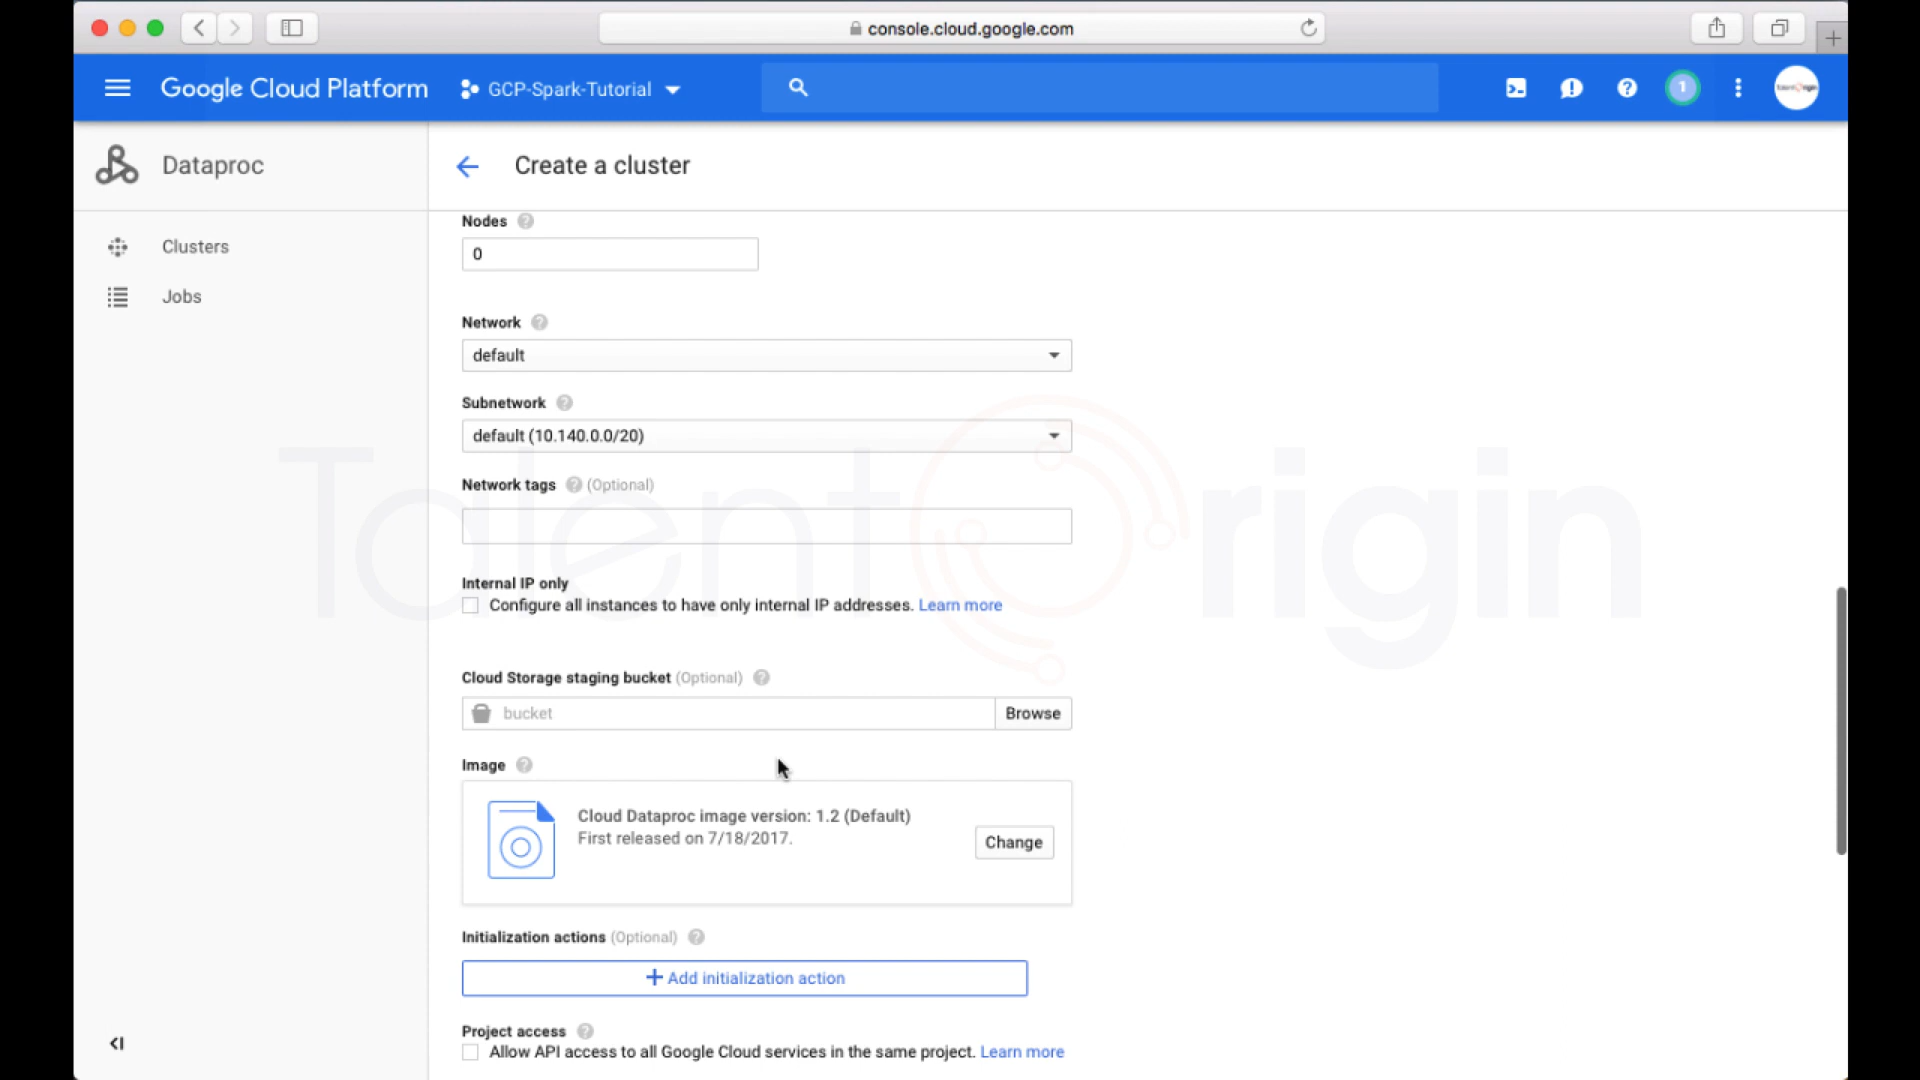 console.cloud.google.com
Google Cloud Platform
GCP-Spark-Tutorial
1
Dataproc
Create a cluster
Clusters
Jobs
Nodes
0
Network
default
Subnetwork
default (10.140.0.0/20)
Network tags (Optional)
Internal IP only
Configure all instances to have only internal IP addresses. Learn more
Cloud Storage staging bucket (Optional)
bucket
Browse
Image
Cloud Dataproc image version: 1.2 (Default)
First released on 7/18/2017.
Change
Initialization actions (Optional)
+ Add initialization action
Project access
Allow API access to all Google Cloud services in the same project. Learn more
TalentOrigin